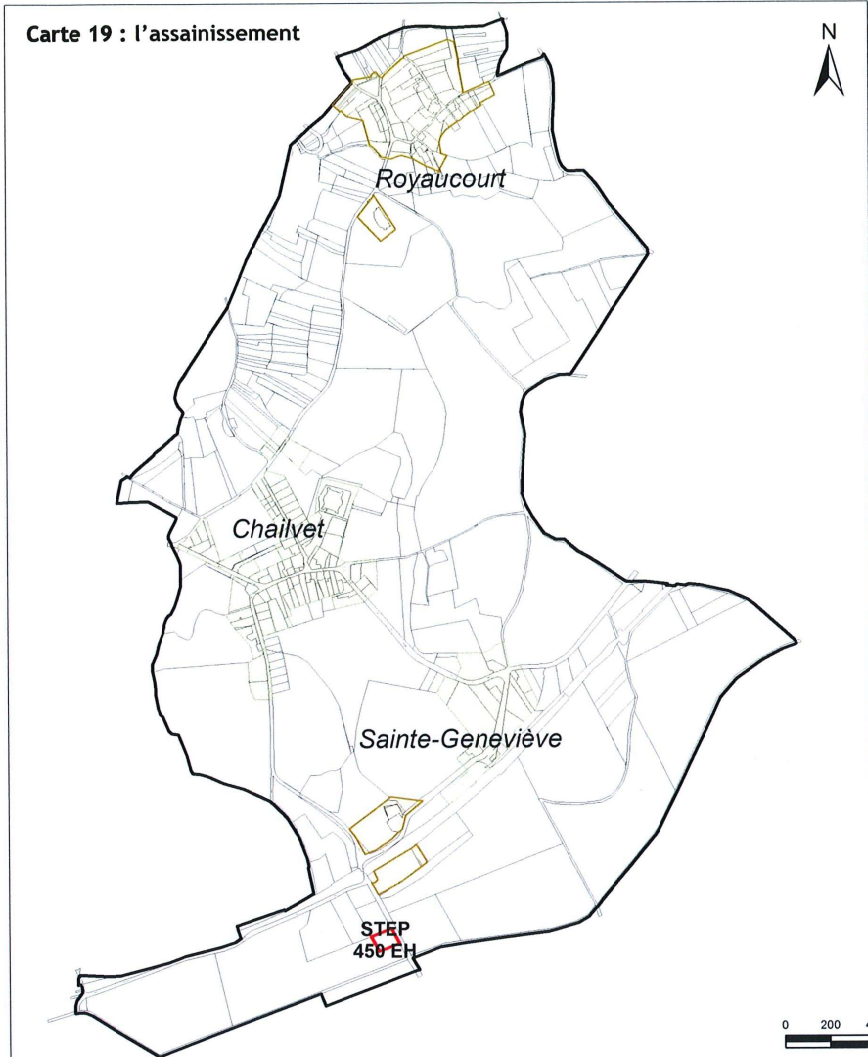 Carte 19 : l'assainissement
N
Royaucourt
Chailvet
Sainte-Geneviève
STEP
450 EH
0 200